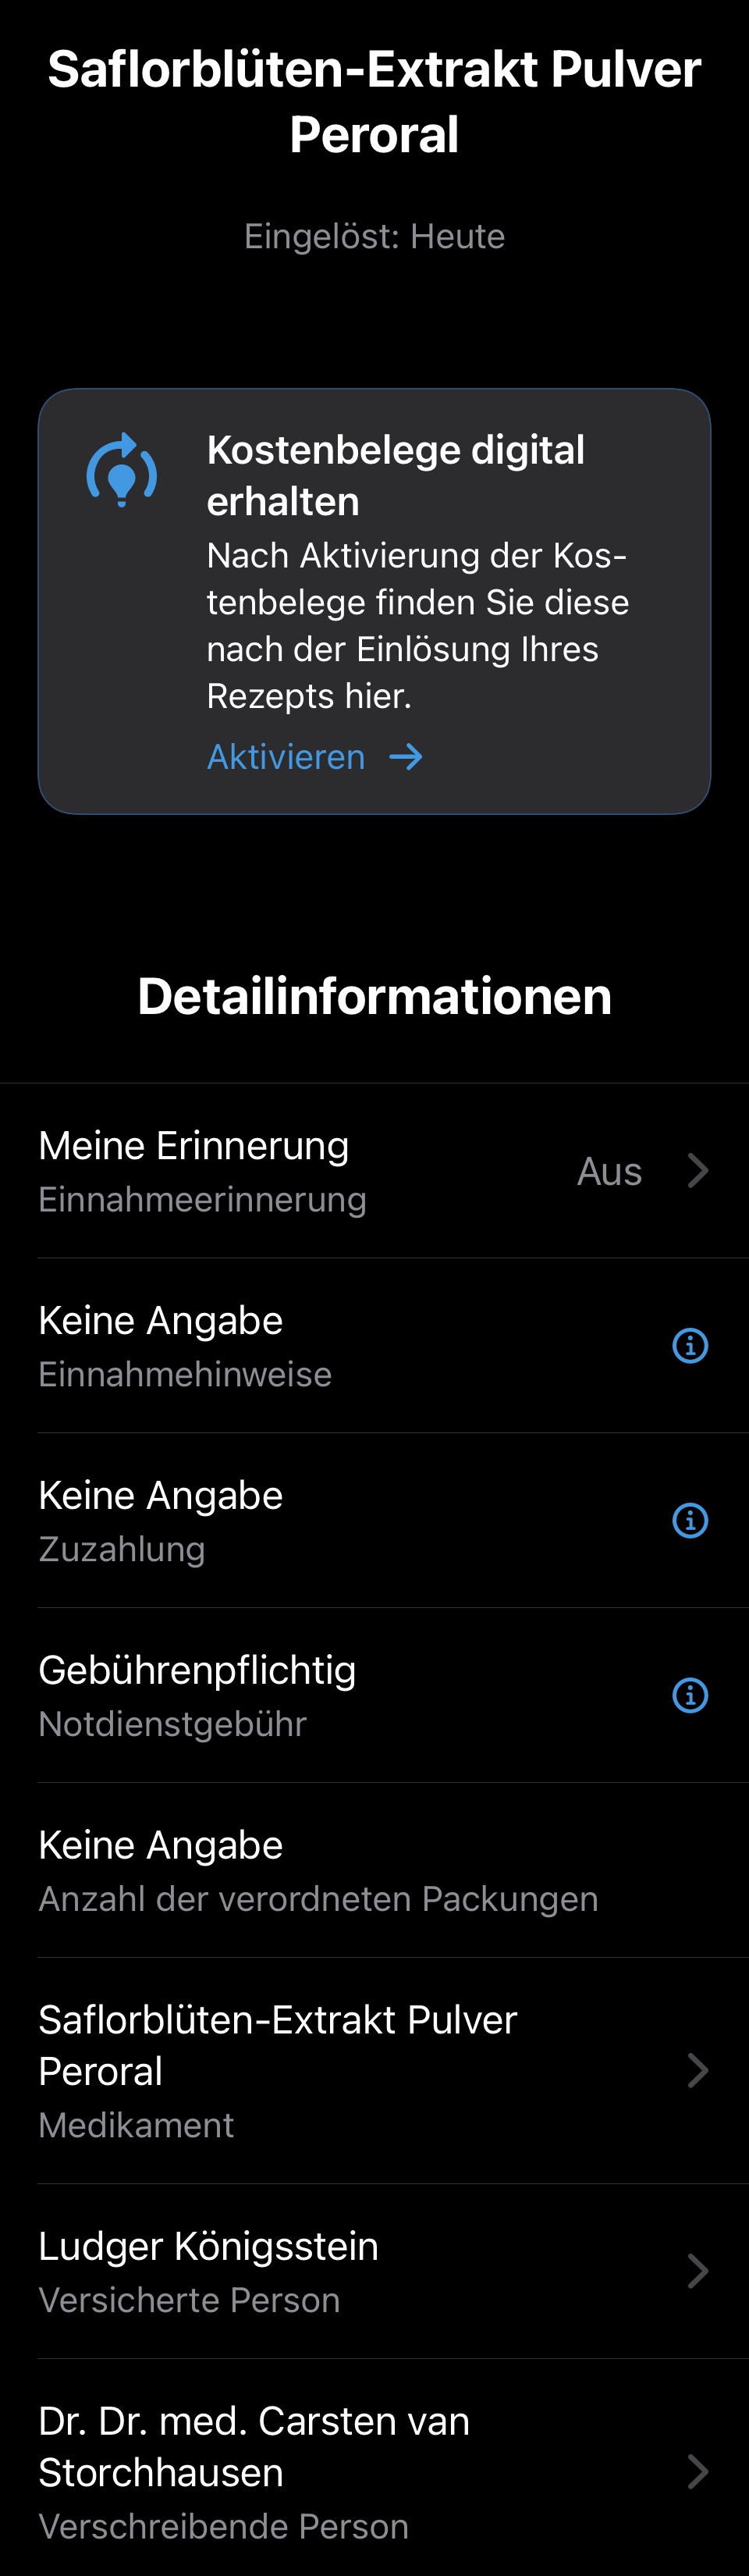 Saflorblüten-Extrakt Pulver
Peroral
Eingelöst: Heute
Kostenbelege digital
erhalten
Nach Aktivierung der Kos-
tenbelege finden Sie diese
nach der Einlösung Ihres
Rezepts hier.
Aktivieren →
Detailinformationen
Meine Erinnerung
Einnahmeerinnerung
Aus
Keine Angabe
Einnahmehinweise
Keine Angabe
Zuzahlung
Gebührenpflichtig
Notdienstgebühr
Keine Angabe
Anzahl der verordneten Packungen
Saflorblüten-Extrakt Pulver
Peroral
Medikament
Ludger Königsstein
Versicherte Person
Dr. Dr. med. Carsten van
Storchhausen
Verschreibende Person